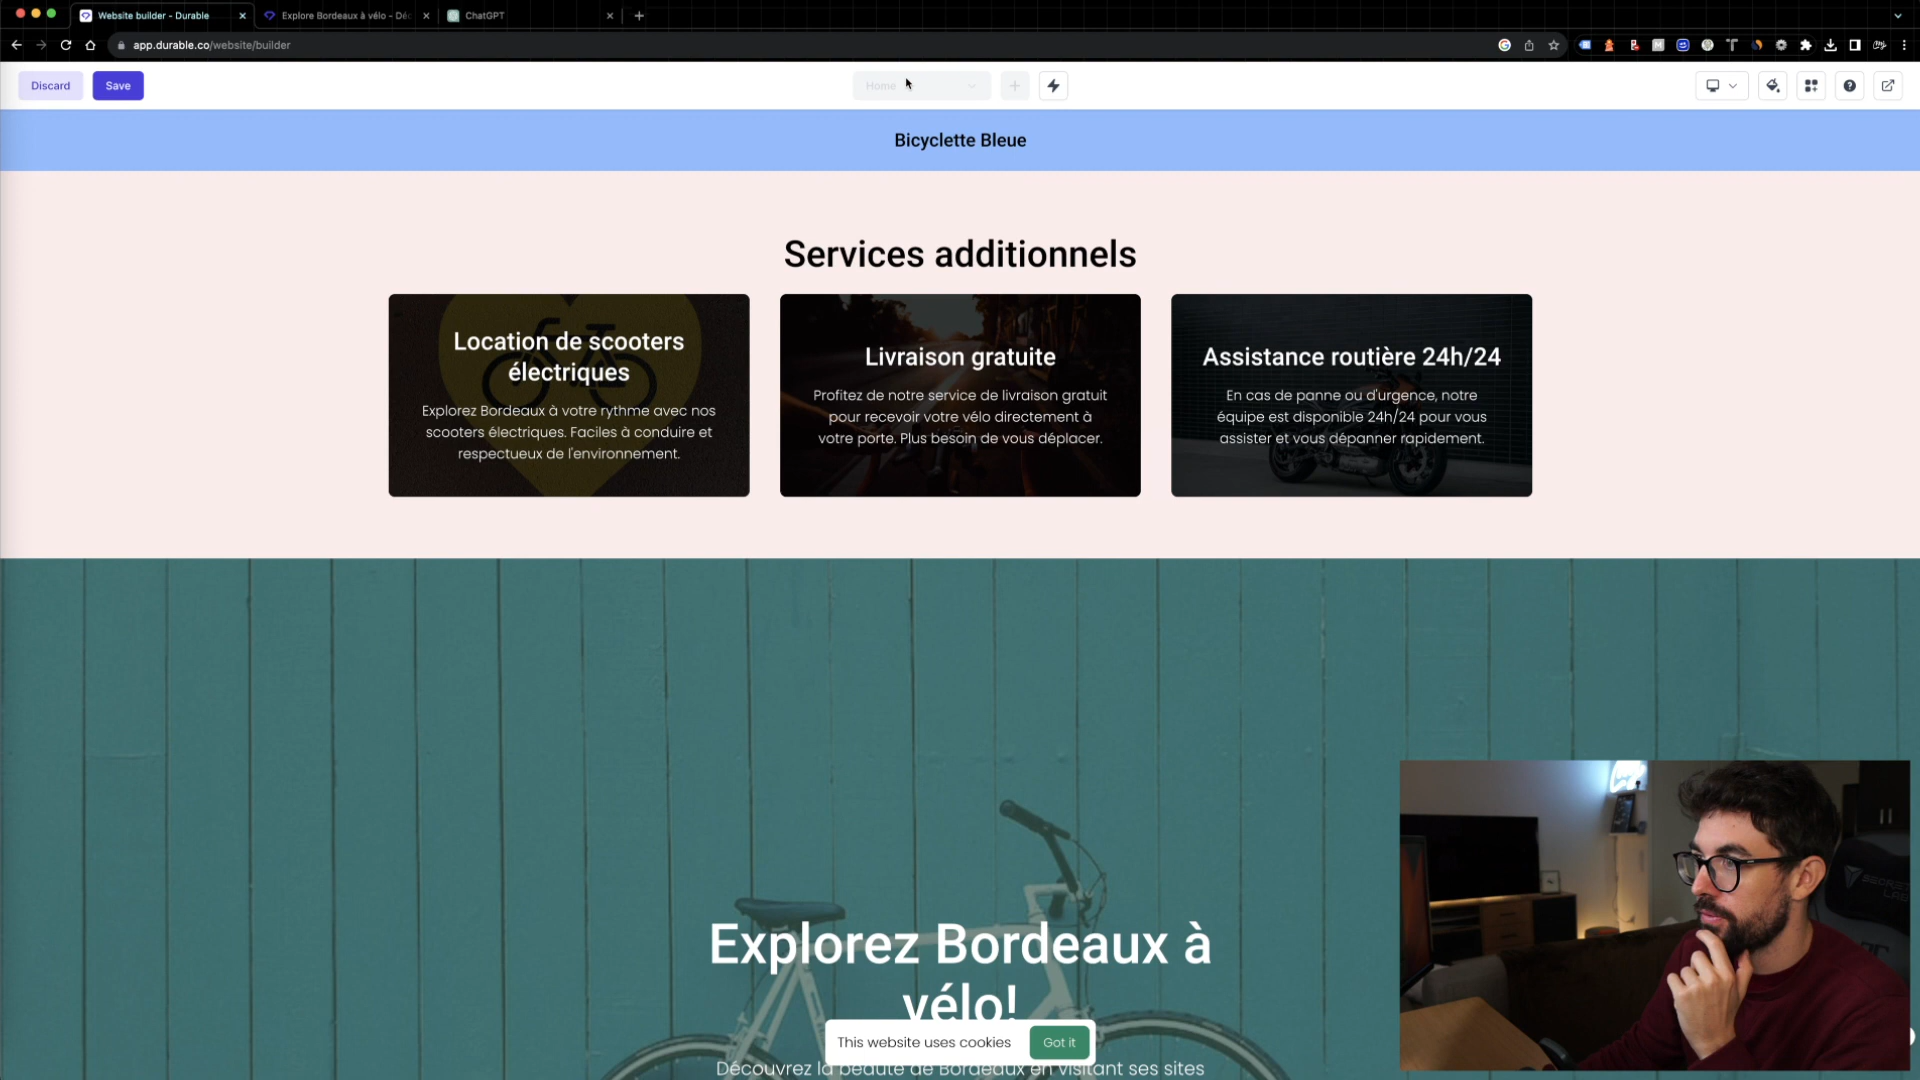 Website builder - Durable
Explore Bordeaux à vélo - Déc
ChatGPT
app.durable.co/website/builder
Discard
Save
Home
Bicyclette Bleue
Services additionnels
Location de scooters
électriques
Explorez Bordeaux à votre rythme avec nos
scooters électriques. Faciles à conduire et
respectueux de l'environnement.
Livraison gratuite
Profitez de notre service de livraison gratuit
pour recevoir votre vélo directement à
votre porte. Plus besoin de vous déplacer.
Assistance routière 24h/24
En cas de panne ou d'urgence, notre
équipe est disponible 24h/24 pour vous
assister et vous dépanner rapidement.
Explorez Bordeaux à
vélo!
This website uses cookies
Got it
Découvrez la beauté de Bordeaux en visitant ses sites